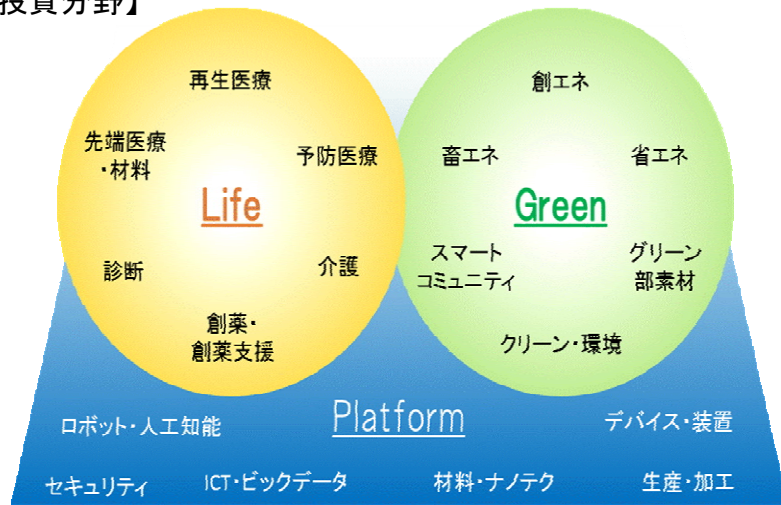 投資分野】
再生医療
先端医療
・材料
予防医療
Life
診断
介護
創薬・
創薬支援
創エネ
畜エネ
省エネ
Green
スマート
コミュニティ
グリーン
部素材
クリーン・環境
Platform
ロボット・人工知能
デバイス・装置
セキュリティ
ICT・ビックデータ
材料・ナノテク
生産・加工